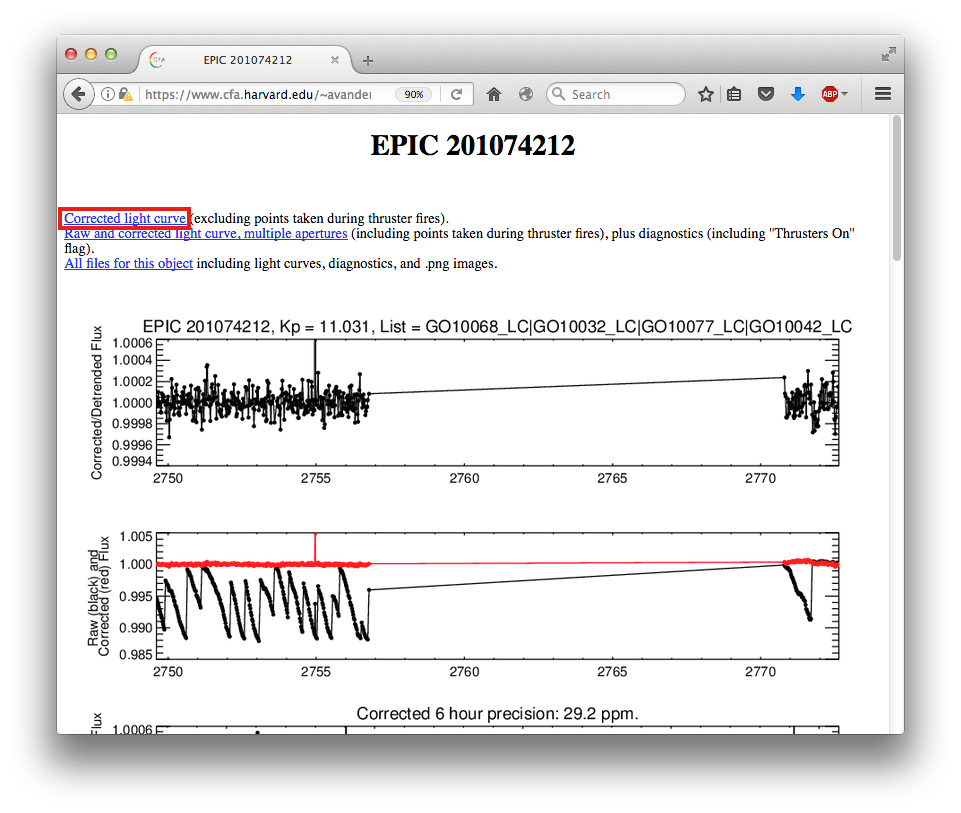 EPIC 201074212
https://www.cfa.harvard.edu/~avander
90%
Search
ABP
EPIC 201074212
Corrected light curve (excluding points taken during thruster fires).
Raw and corrected light curve, multiple apertures (including points taken during thruster fires), plus diagnostics (including "Thrusters On"
flag).
All files for this object including light curves, diagnostics, and .png images.
EPIC 201074212, Kp = 11.031, List = GO10068_LC|GO10032_LC|GO10077_LC|GO10042_LC
Corrected/Detrended Flux
1.0006
1.0004
1.0002
1.0000
0.9998
0.9996
0.9994
2750 2755 2760 2765 2770
Raw (black) and
Corrected (red) Flux
1.005
1.000
0.995
0.990
0.985
2750 2755 2760 2765 2770
Corrected 6 hour precision: 29.2 ppm.
Flux
1.0006